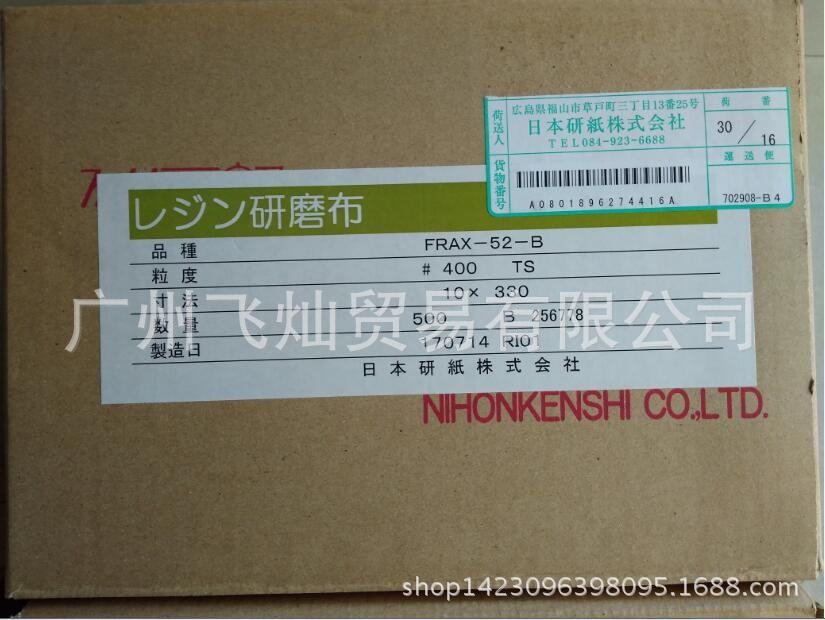 荷送人
広島県福山市草戸町三丁目13番25号
日本研紙株式会社
TEL 084-923-6688
荷番
30/16
貨物番号
A0801896274416A
運送便
702908-B4
レジン研磨布
品種 FRAX-52-B
粒度 # 400 TS
寸法 10× 330
数量 500 B 256778
製造日 170714 RI01
日本研紙株式会社
广州飞灿贸易有限公司
NIHONKENSHI CO.,LTD.
shop1423096398095.1688.com